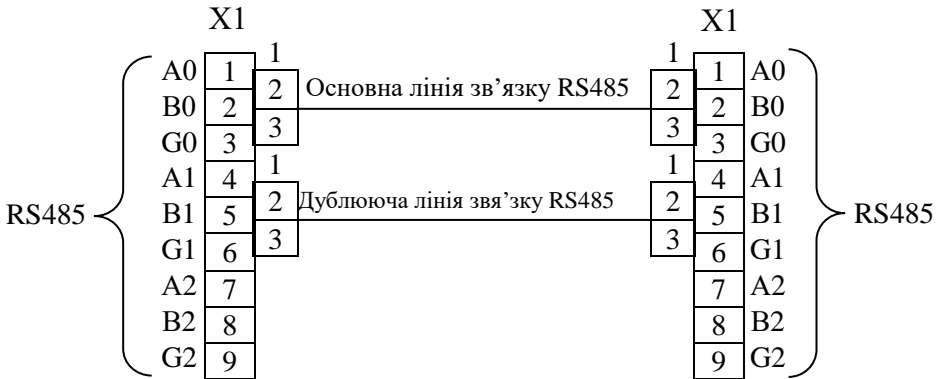 X1 X1
1 1
A0 1 2 Основна лінія зв’язку RS485 2 1 A0
B0 2 3 3 2 B0
G0 3 1 1 3 G0
A1 4 2 Дублююча лінія звя’зку RS485 2 4 A1
RS485 B1 5 3 3 5 B1 RS485
G1 6 6 G1
A2 7 7 A2
B2 8 8 B2
G2 9 9 G2